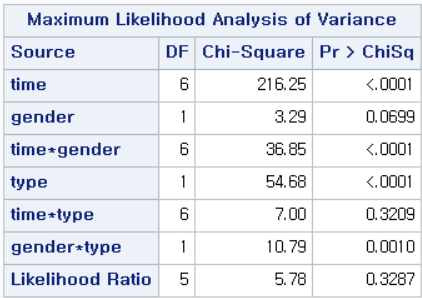 Maximum Likelihood Analysis of Variance
Source DF Chi-Square Pr > ChiSq
time 6 216.25 <.0001
gender 1 3.29 0.0699
time*gender 6 36.85 <.0001
type 1 54.68 <.0001
time*type 6 7.00 0.3209
gender*type 1 10.79 0.0010
Likelihood Ratio 5 5.78 0.3287